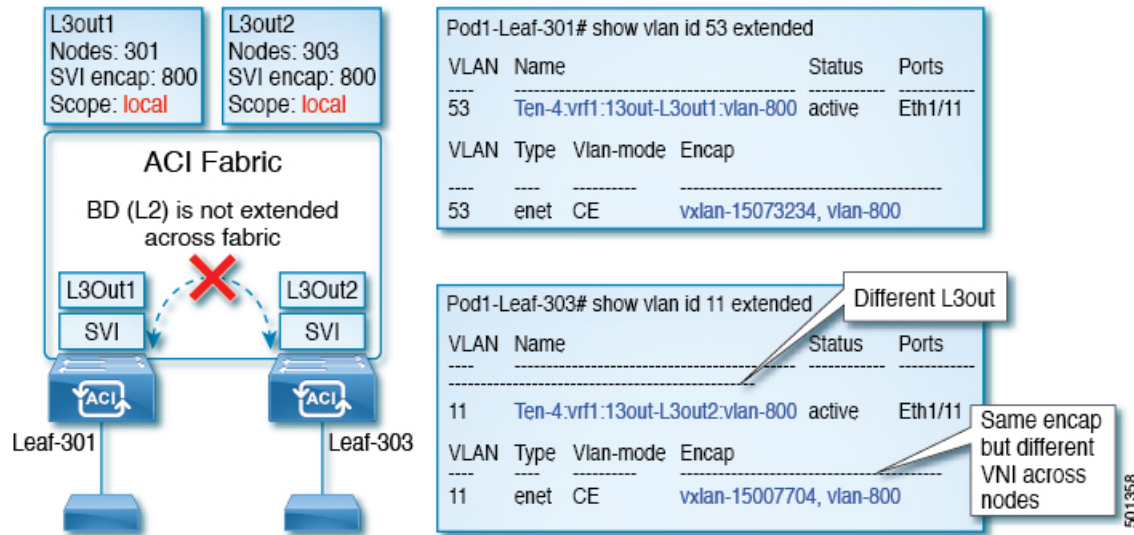 L3out1
Nodes: 301
SVI encap: 800
Scope: local
L3out2
Nodes: 303
SVI encap: 800
Scope: local
ACI Fabric
BD (L2) is not extended
across fabric
L3Out1
SVI
L3Out2
SVI
ACI
ACI
Leaf-301
Leaf-303
Pod1-Leaf-301# show vlan id 53 extended
VLAN Name Status Ports
---- -------------------------------- --------- ---------
53 Ten-4:vrf1:13out-L3out1:vlan-800 active Eth1/11
VLAN Type Vlan-mode Encap
---- ---- ---------- -------------------------------
53 enet CE vxlan-15073234, vlan-800
Pod1-Leaf-303# show vlan id 11 extended
Different L3out
VLAN Name Status Ports
---- -------------------------------- --------- ---------
-------------------------------------
11 Ten-4:vrf1:13out-L3out2:vlan-800 active Eth1/11
VLAN Type Vlan-mode Encap
---- ---- ---------- -------------------------------
11 enet CE vxlan-15007704, vlan-800
Same encap
but different
VNI across
nodes
501358